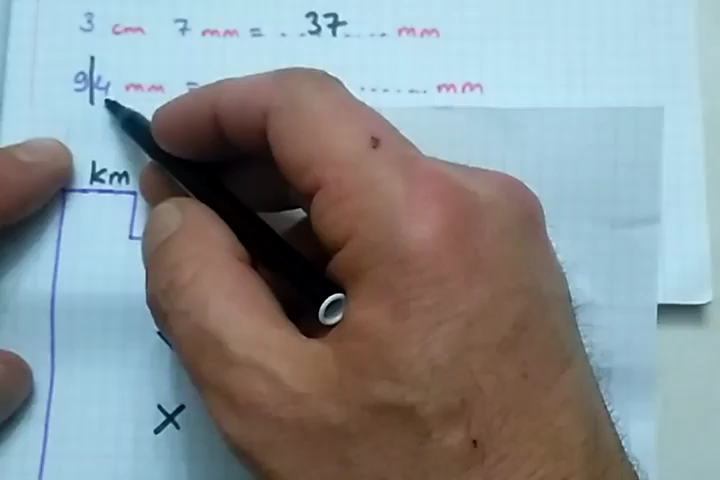 3 cm 7 mm = ..37.... mm
9|4 mm = ...... mm
km
X